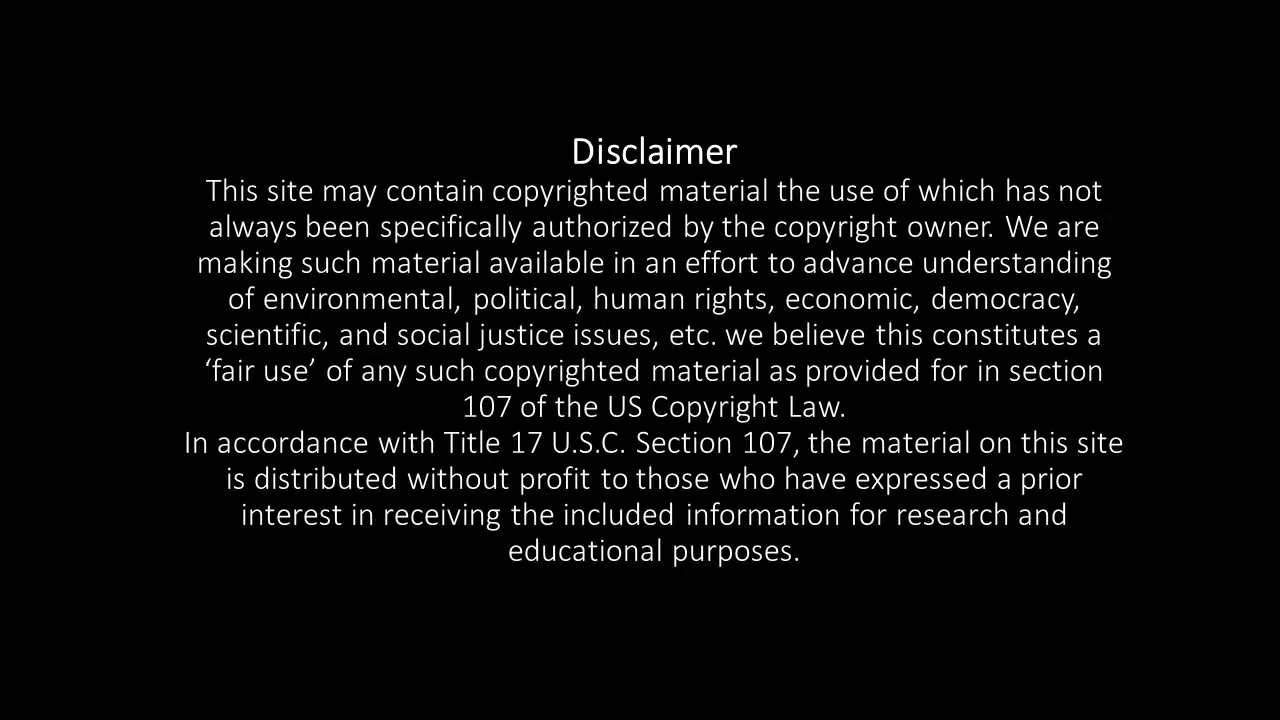 Disclaimer
This site may contain copyrighted material the use of which has not
always been specifically authorized by the copyright owner. We are
making such material available in an effort to advance understanding
of environmental, political, human rights, economic, democracy,
scientific, and social justice issues, etc. we believe this constitutes a
‘fair use’ of any such copyrighted material as provided for in section
107 of the US Copyright Law.
In accordance with Title 17 U.S.C. Section 107, the material on this site
is distributed without profit to those who have expressed a prior
interest in receiving the included information for research and
educational purposes.